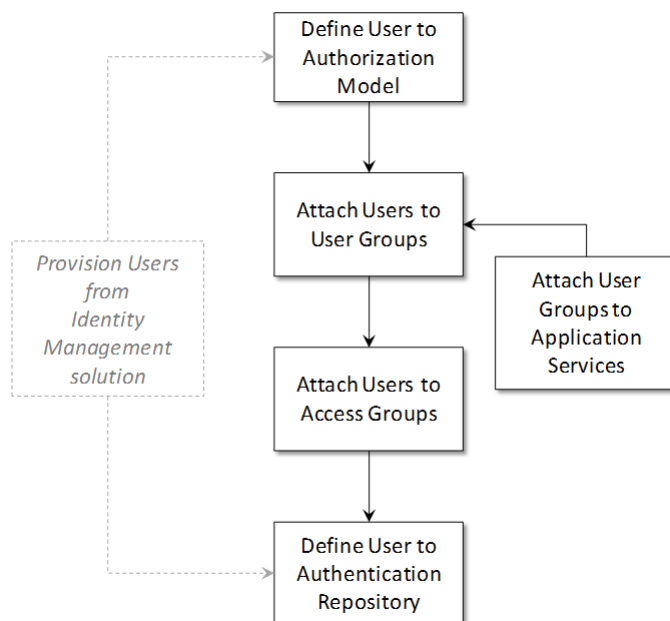 Define User to
Authorization
Model
Attach Users to
User Groups
Provision Users
from
Identity
Management
solution
Attach User
Groups to
Application
Services
Attach Users to
Access Groups
Define User to
Authentication
Repository